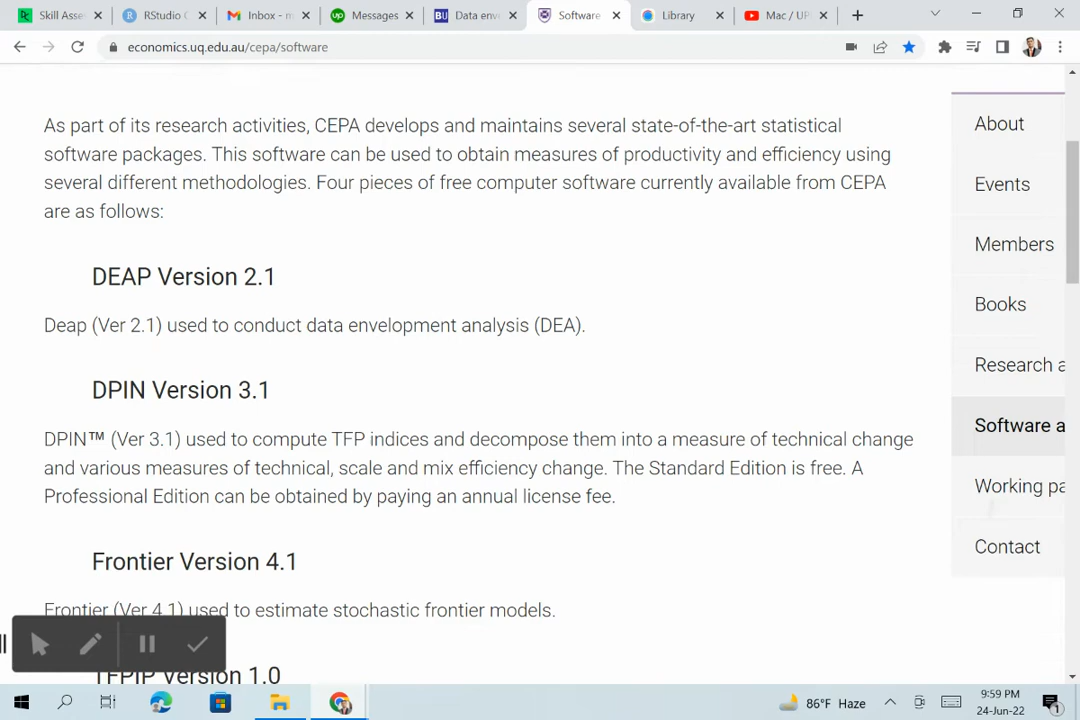 Skill Asse
RStudio C
Inbox - m
Messages
Data env
Software
Library
Mac / UP
economics.uq.edu.au/cepa/software
As part of its research activities, CEPA develops and maintains several state-of-the-art statistical
software packages. This software can be used to obtain measures of productivity and efficiency using
several different methodologies. Four pieces of free computer software currently available from CEPA
are as follows:
DEAP Version 2.1
Deap (Ver 2.1) used to conduct data envelopment analysis (DEA).
DPIN Version 3.1
DPIN™ (Ver 3.1) used to compute TFP indices and decompose them into a measure of technical change
and various measures of technical, scale and mix efficiency change. The Standard Edition is free. A
Professional Edition can be obtained by paying an annual license fee.
Frontier Version 4.1
Frontier (Ver 4.1) used to estimate stochastic frontier models.
TFPIP Version 1.0
About
Events
Members
Books
Research a
Software a
Working pa
Contact
86°F Haze
9:59 PM
24-Jun-22
1